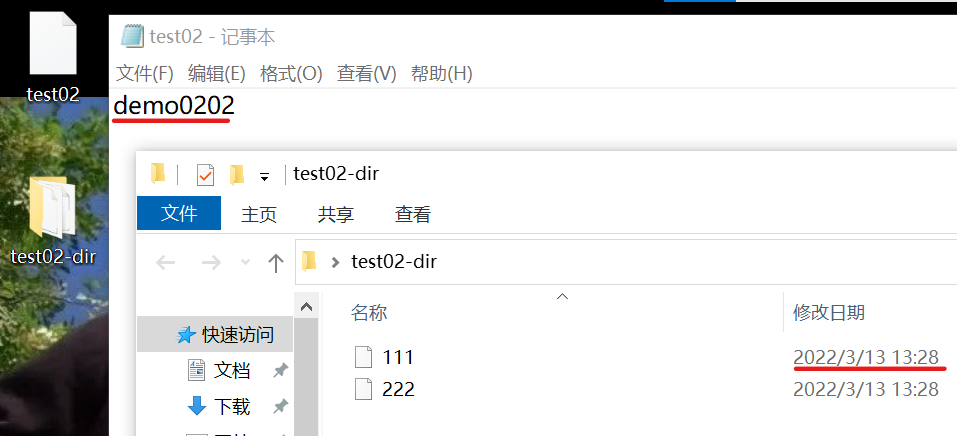 test02
test02-dir
test02 - 记事本
文件(F) 编辑(E) 格式(O) 查看(V) 帮助(H)
demo0202
test02-dir
文件 主页 共享 查看
test02-dir
名称 修改日期
快速访问
文档
下载
111 2022/3/13 13:28
222 2022/3/13 13:28